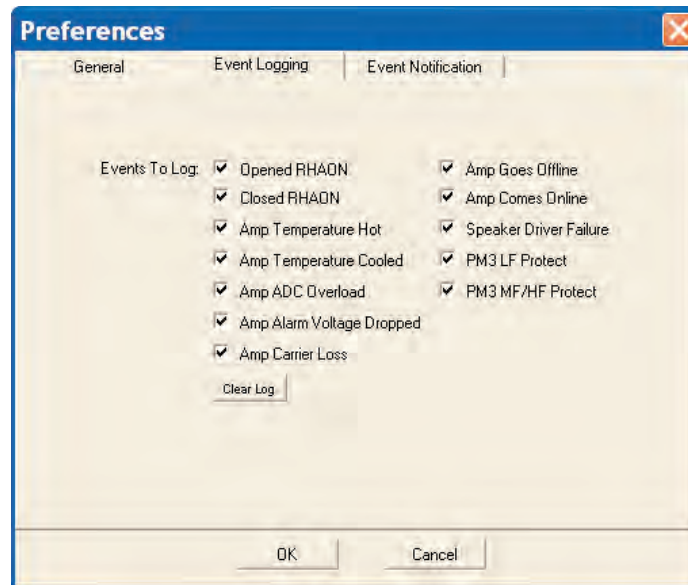 Preferences
General Event Logging Event Notification
Events To Log: Opened RHAON Amp Goes Offline
Closed RHAON Amp Comes Online
Amp Temperature Hot Speaker Driver Failure
Amp Temperature Cooled PM3 LF Protect
Amp ADC Overload PM3 MF/HF Protect
Amp Alarm Voltage Dropped
Amp Carrier Loss
Clear Log
OK Cancel